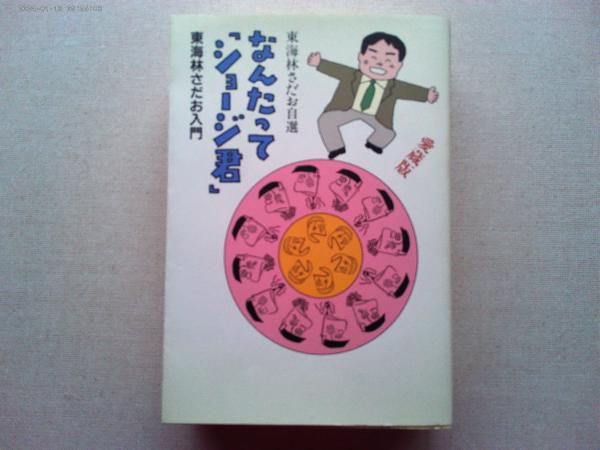 東海林さだお自選
なんたって
「ショージ君」
東海林さだお入門
愛蔵版